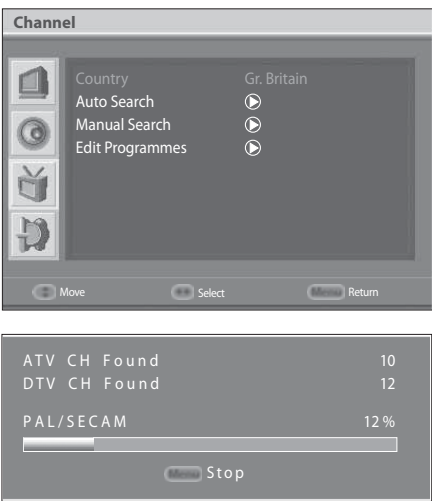 Channel
Country Gr. Britain
Auto Search
Manual Search
Edit Programmes
Move Select Menu Return
ATV CH Found 10
DTV CH Found 12
PAL/SECAM 12%
Menu Stop